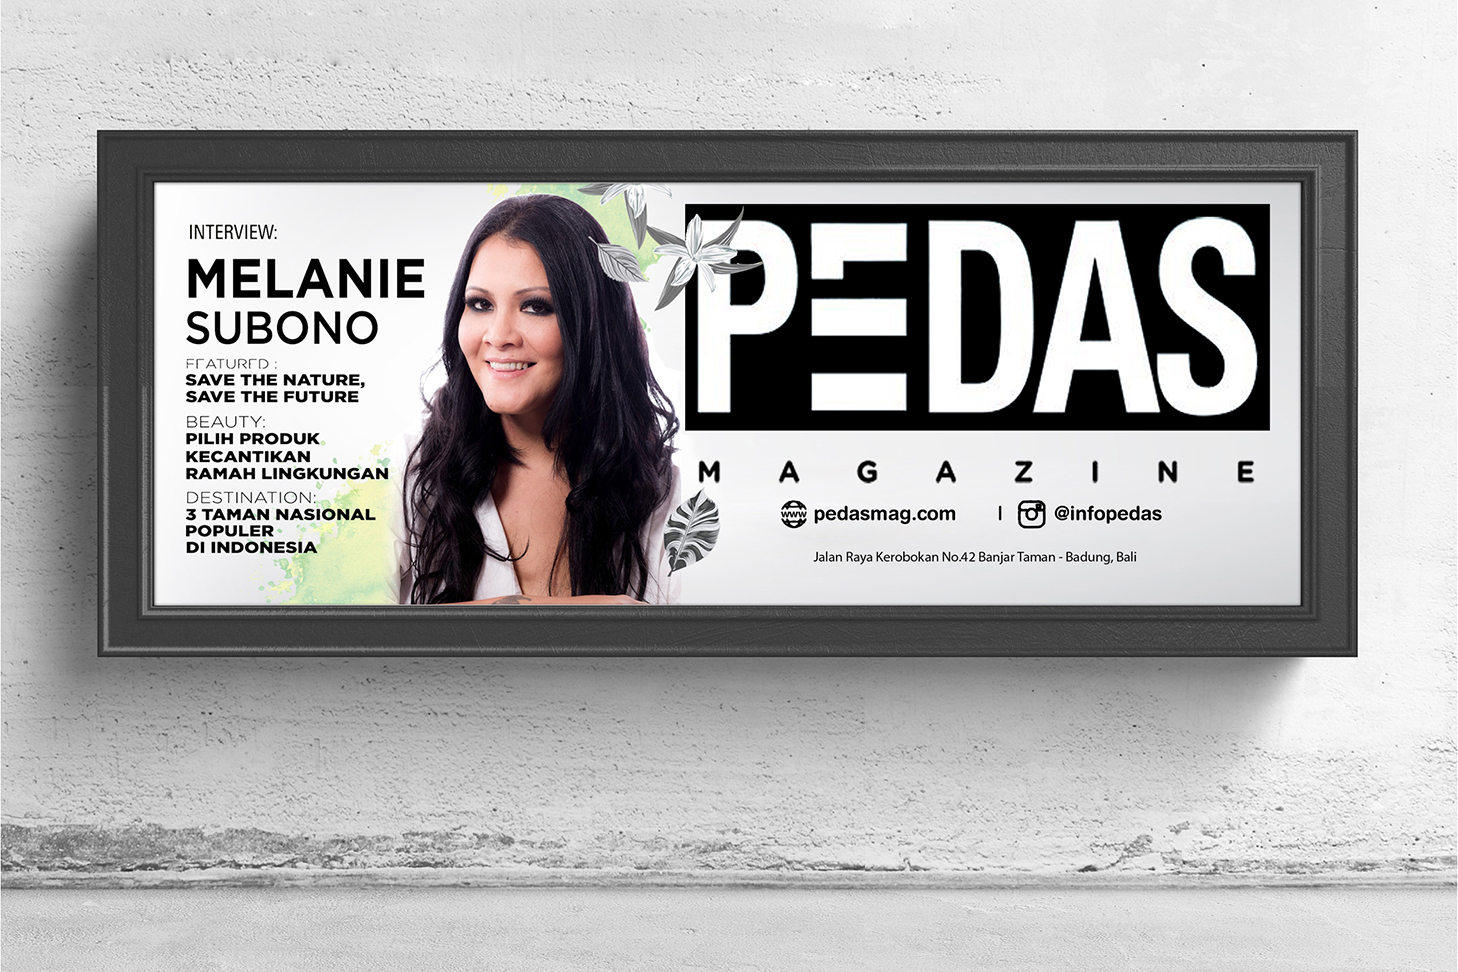 INTERVIEW:
MELANIE
SUBONO
FEATURED :
SAVE THE NATURE,
SAVE THE FUTURE
BEAUTY:
PILIH PRODUK
KECANTIKAN
RAMAH LINGKUNGAN
DESTINATION:
3 TAMAN NASIONAL
POPULER
DI INDONESIA
PEDAS
MAGAZINE
www pedasmag.com | @infopedas
Jalan Raya Kerobokan No.42 Banjar Taman - Badung, Bali